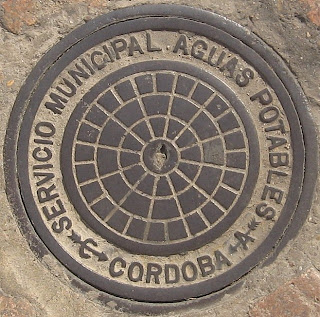 SERVICIO MUNICIPAL AGUAS POTABLES
C CORDOBA A